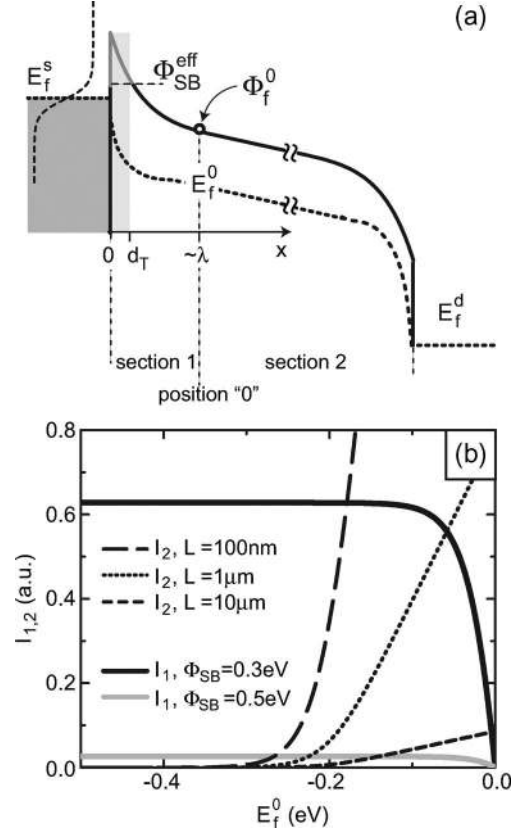 (a)
E_f^s
Φ_SB^eff
Φ_f^0
E_f^0
E_f^d
0 d_T ~λ x
section 1 section 2
position "0"
(b)
0.8
0.6
0.4
0.2
0.0
I_1,2 (a.u.)
I_2, L =100nm
I_2, L =1μm
I_2, L =10μm
I_1, Φ_SB=0.3eV
I_1, Φ_SB=0.5eV
-0.4 -0.2 0.0
E_f^0 (eV)